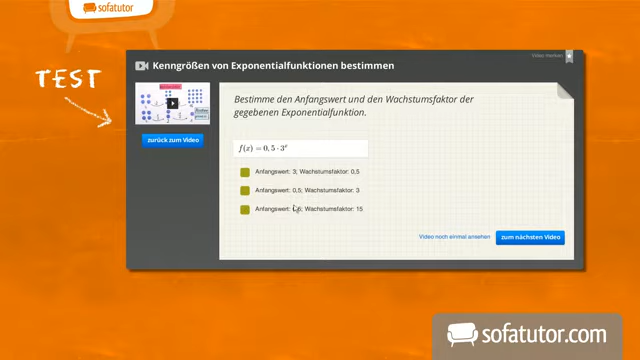 sofatutor
Video merken
Kenngrößen von Exponentialfunktionen bestimmen
TEST
Bestimme den Anfangswert und den Wachstumsfaktor der
gegebenen Exponentialfunktion.
zurück zum Video
f(x) = 0,5 · 3ˣ
Anfangswert: 3; Wachstumsfaktor: 0,5
Anfangswert: 0,5; Wachstumsfaktor: 3
Anfangswert: Wachstumsfaktor: 15
Video noch einmal ansehen
zum nächsten Video
sofatutor.com